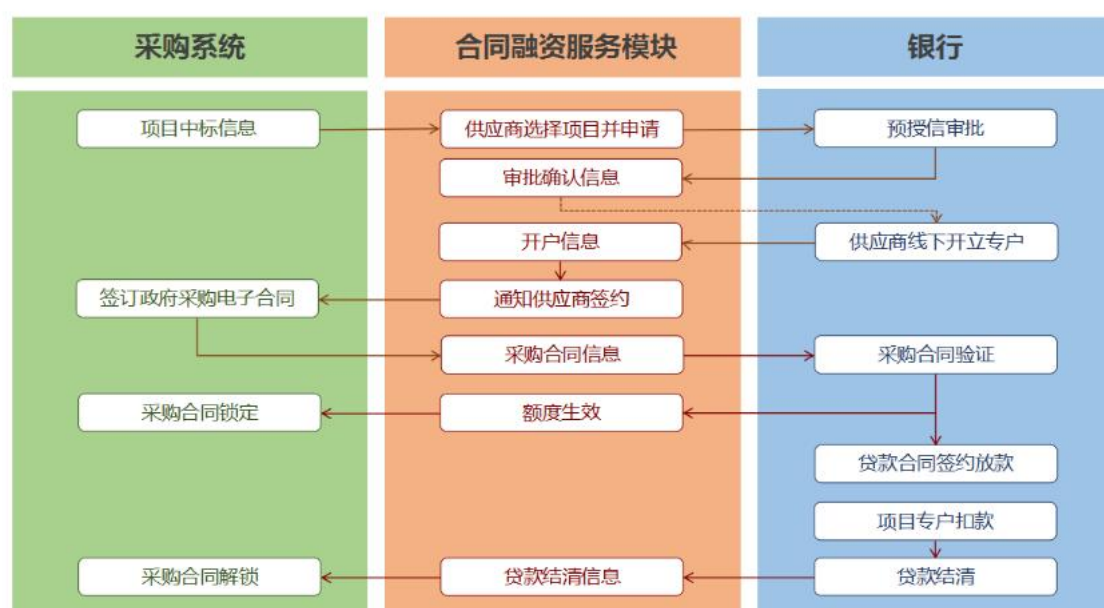 采购系统
合同融资服务模块
银行
项目中标信息
供应商选择项目并申请
预授信审批
审批确认信息
开户信息
供应商线下开立专户
签订政府采购电子合同
通知供应商签约
采购合同信息
采购合同验证
采购合同锁定
额度生效
贷款合同签约放款
项目专户扣款
采购合同解锁
贷款结清信息
贷款结清